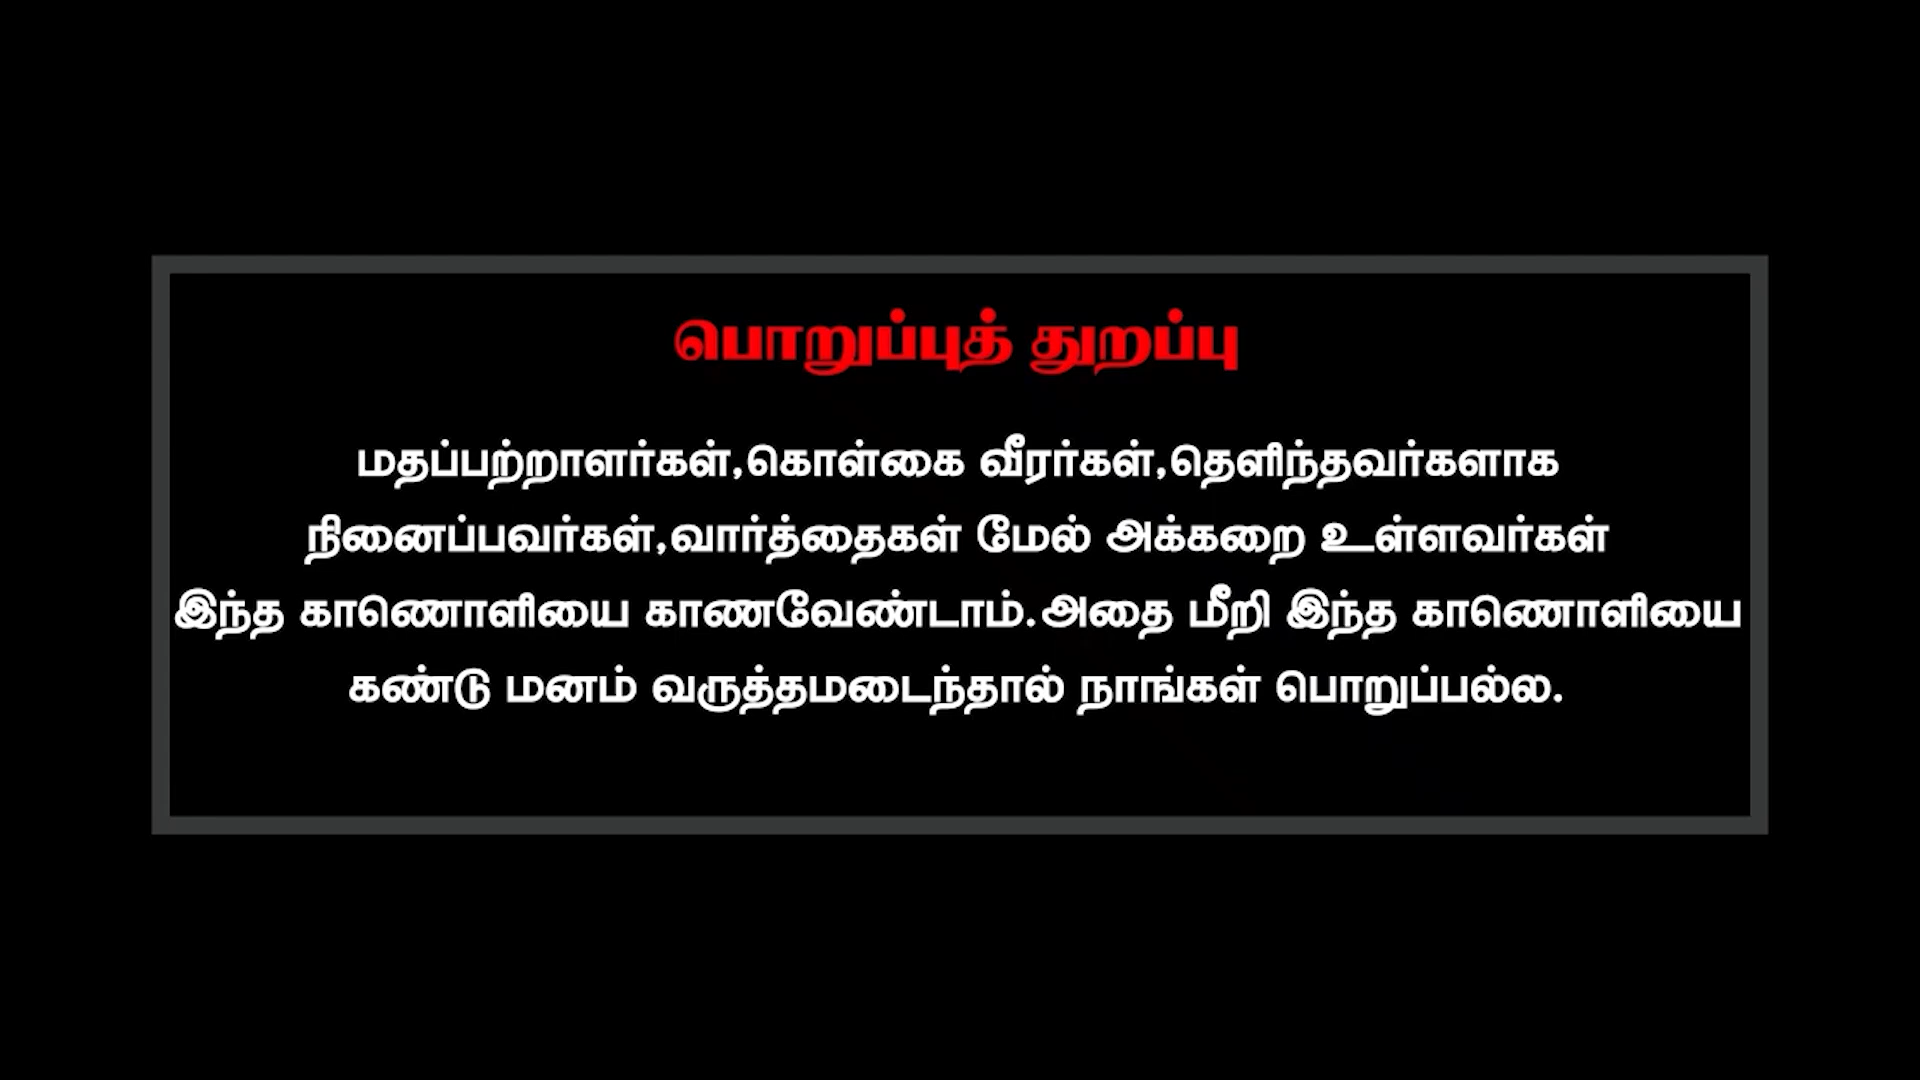 பொறுப்புத் துறப்பு
மதப்பற்றாளர்கள்,கொள்கை வீரர்கள்,தெளிந்தவர்களாக
நினைப்பவர்கள்,வார்த்தைகள் மேல் அக்கறை உள்ளவர்கள்
இந்த காணொளியை காணவேண்டாம்.அதை மீறி இந்த காணொளியை
கண்டு மனம் வருத்தமடைந்தால் நாங்கள் பொறுப்பல்ல.